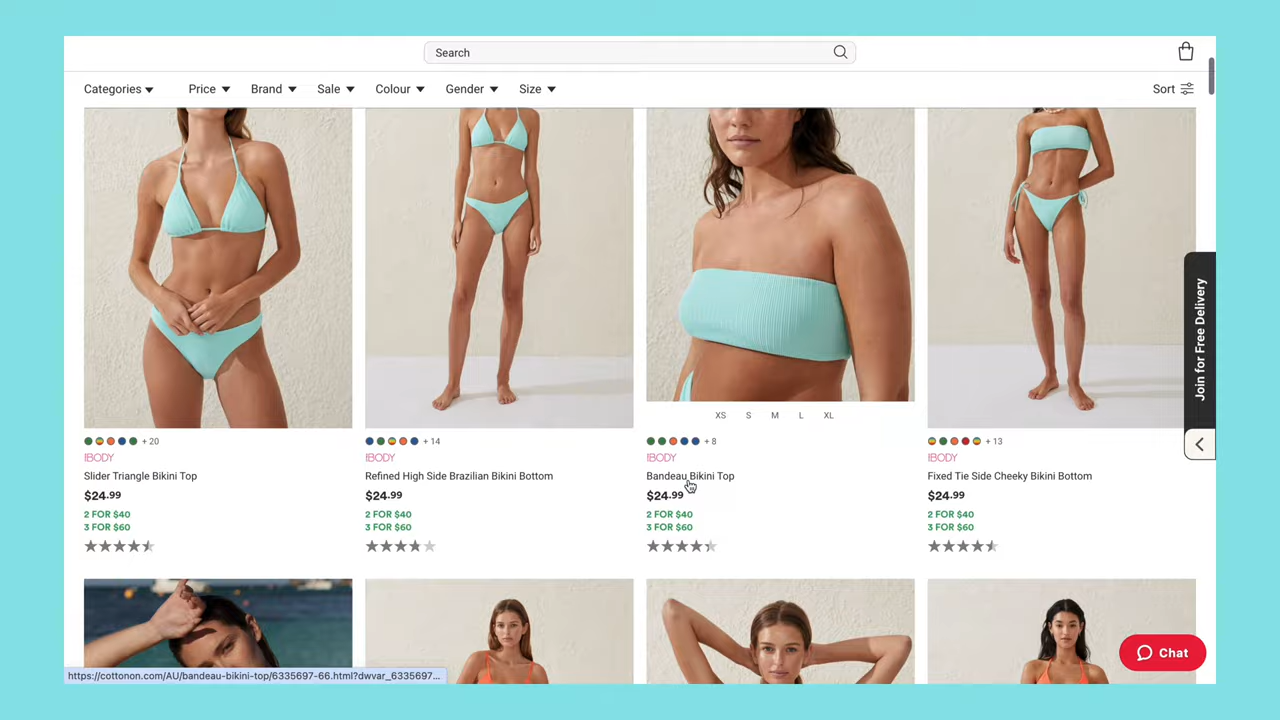 Search
Categories Price Brand Sale Colour Gender Size Sort
XS S M L XL
+ 20 + 14 + 8 + 13
!BODY !BODY !BODY
Slider Triangle Bikini Top Refined High Side Brazilian Bikini Bottom Bandeau Bikini Top Fixed Tie Side Cheeky Bikini Bottom
$24.99 $24.99 $24.99 $24.99
2 FOR $40 2 FOR $40 2 FOR $40 2 FOR $40
3 FOR $60 3 FOR $60 3 FOR $60 3 FOR $60
Join for Free Delivery
Chat
https://cottonon.com/AU/bandeau-bikini-top/6335697-66.html?dwvar_6335697...